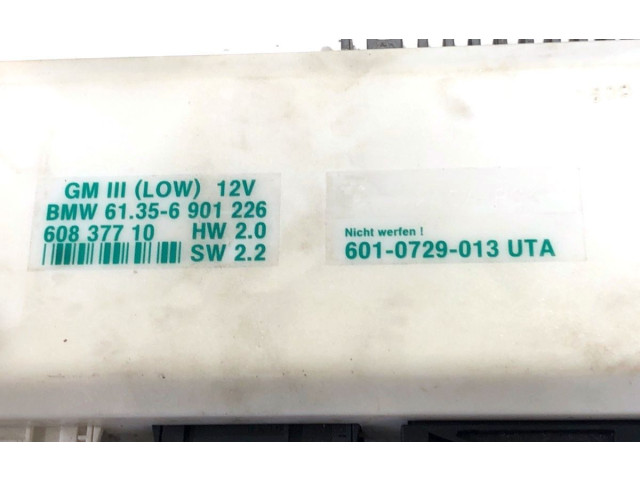 GM III (LOW) 12V
BMW 61.35-6 901 226
608 377 10 HW 2.0
SW 2.2
Nicht werfen !
601-0729-013 UTA